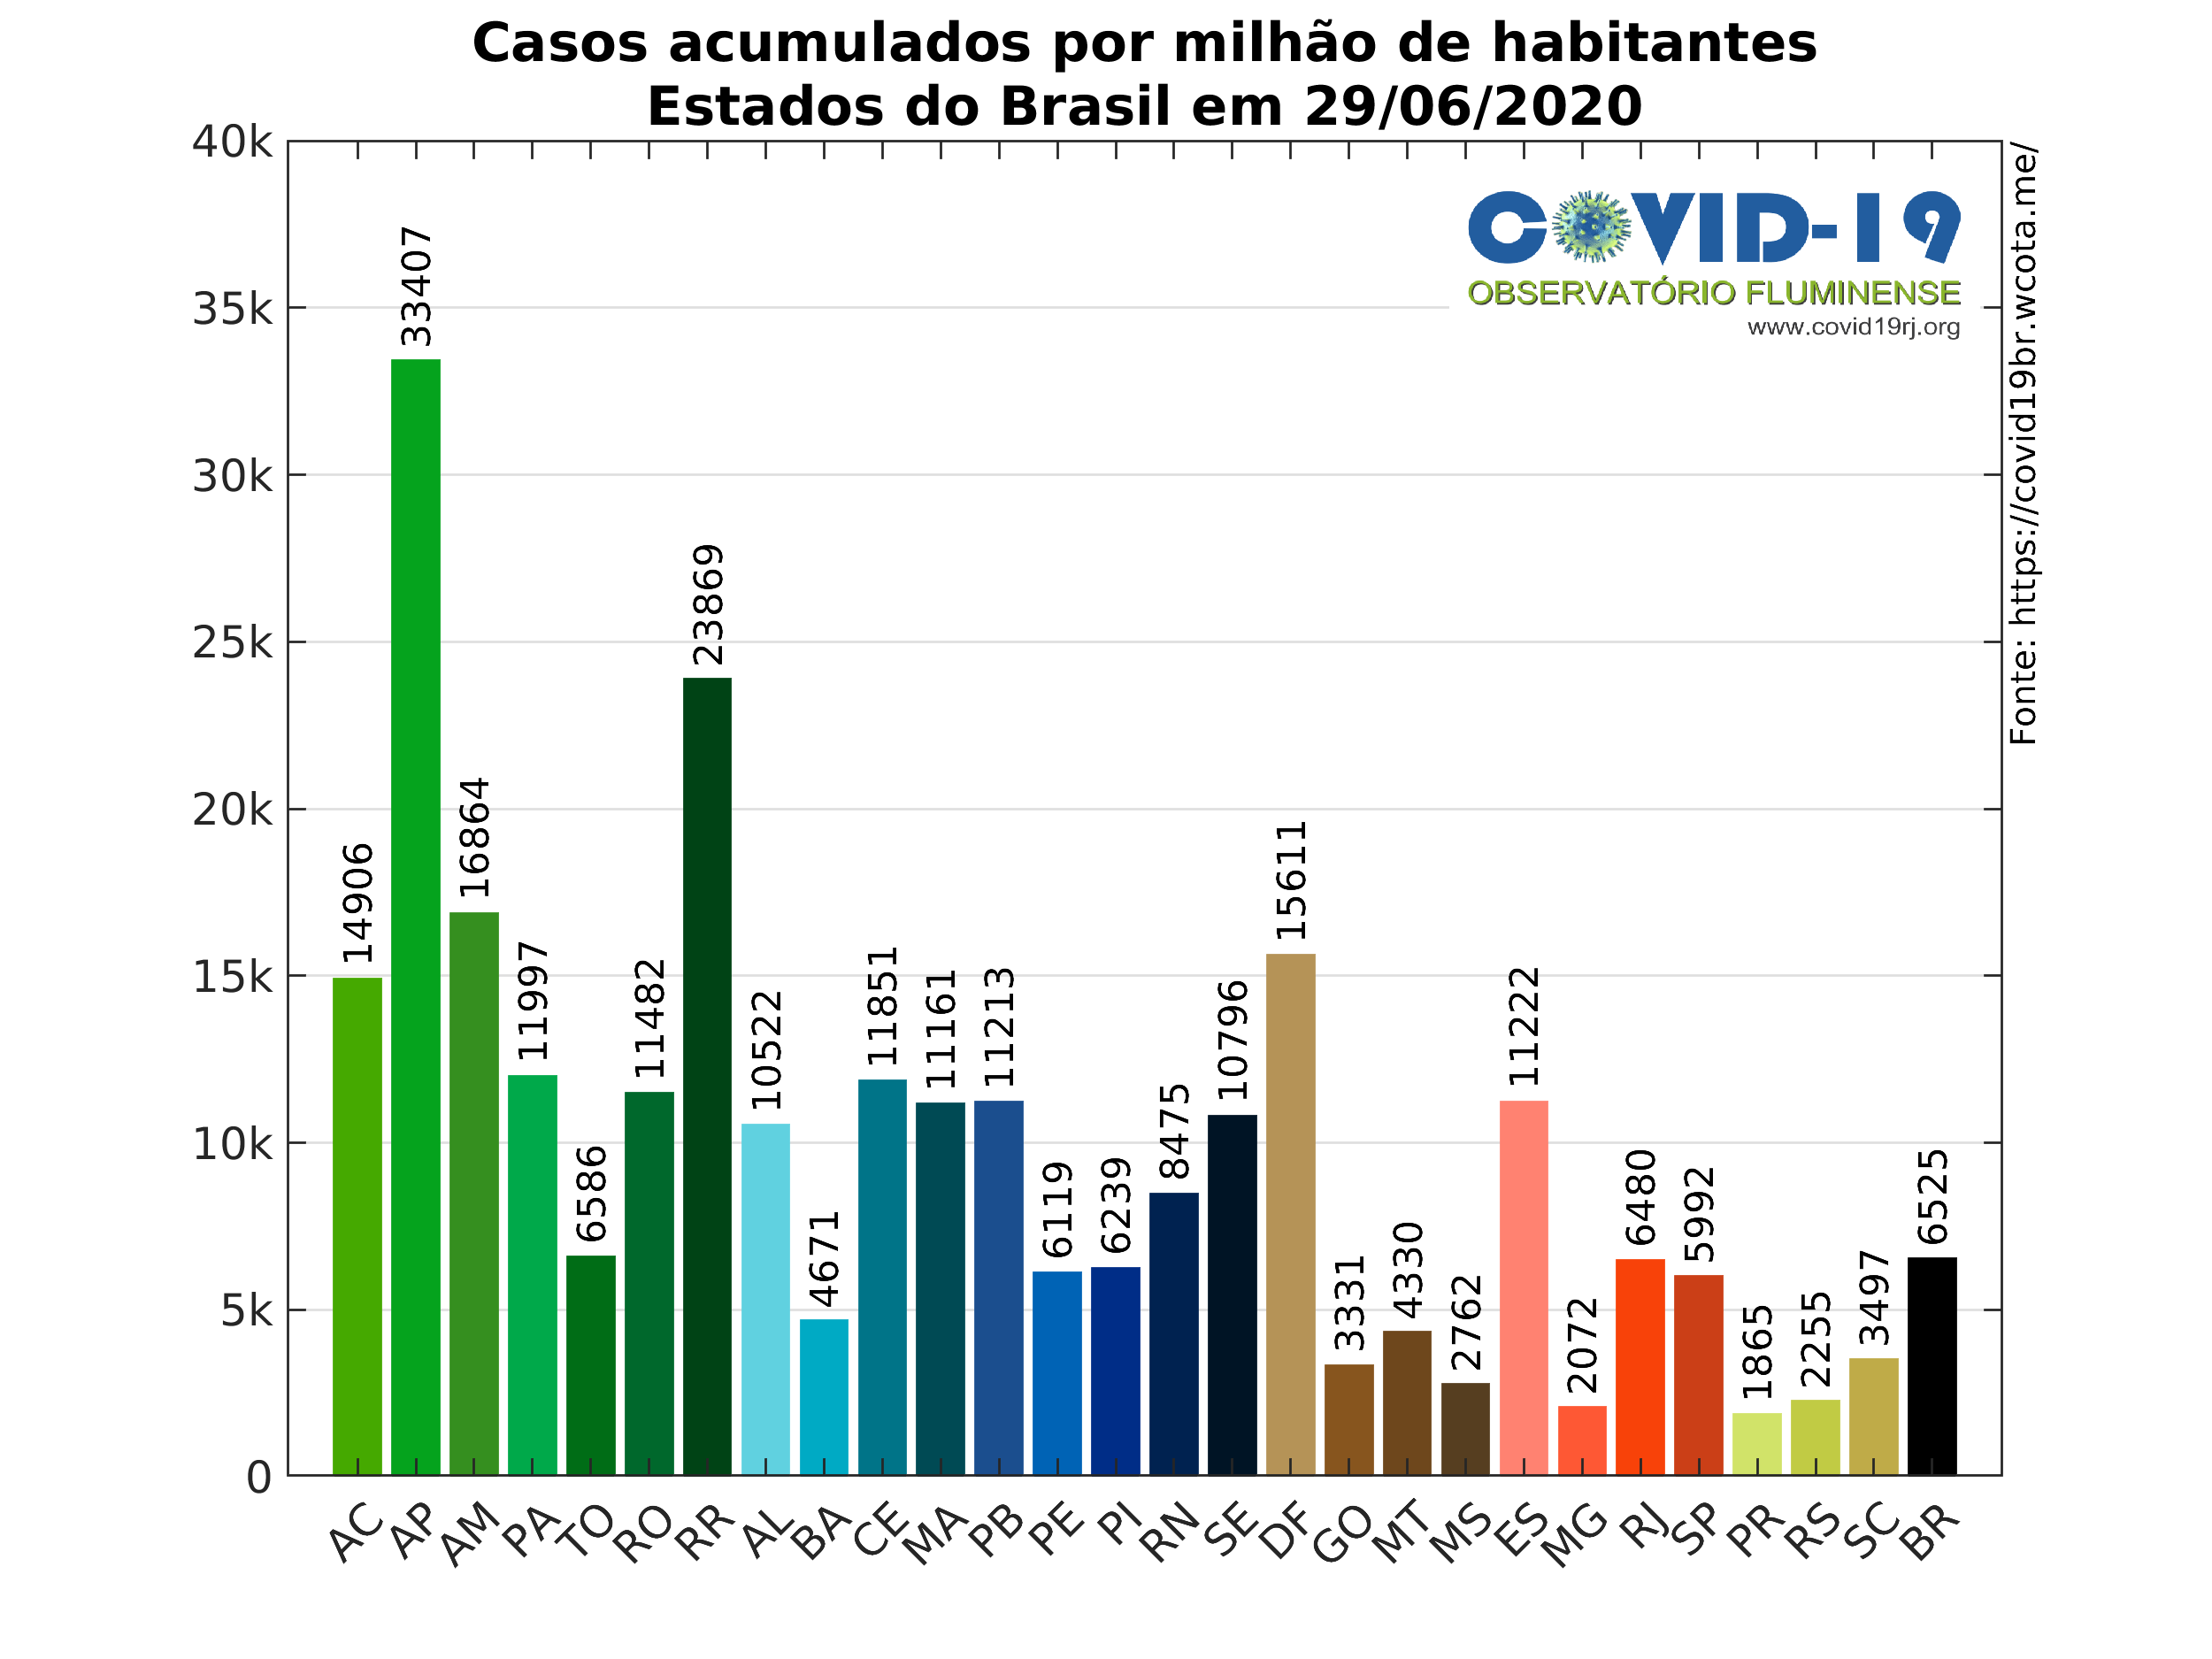 Casos acumulados por milhão de habitantes
Estados do Brasil em 29/06/2020
40k
35k
30k
25k
20k
15k
10k
5k
0
COVID-19
OBSERVATÓRIO FLUMINENSE
www.covid19rj.org
Fonte: https://covid19br.wcota.me/
14906
33407
16864
11997
6586
11482
23869
10522
4671
11851
11161
11213
6119
6239
8475
10796
15611
3331
4330
2762
11222
2072
6480
5992
1865
2255
3497
6525
AC
AP
AM
PA
TO
RO
RR
AL
BA
CE
MA
PB
PE
PI
RN
SE
DF
GO
MT
MS
ES
MG
RJ
SP
PR
RS
SC
BR